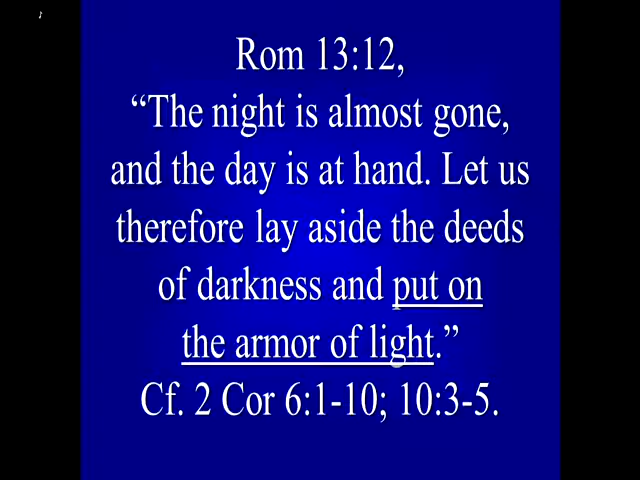 Rom 13:12,
“The night is almost gone,
and the day is at hand. Let us
therefore lay aside the deeds
of darkness and put on
the armor of light.”
Cf. 2 Cor 6:1-10; 10:3-5.